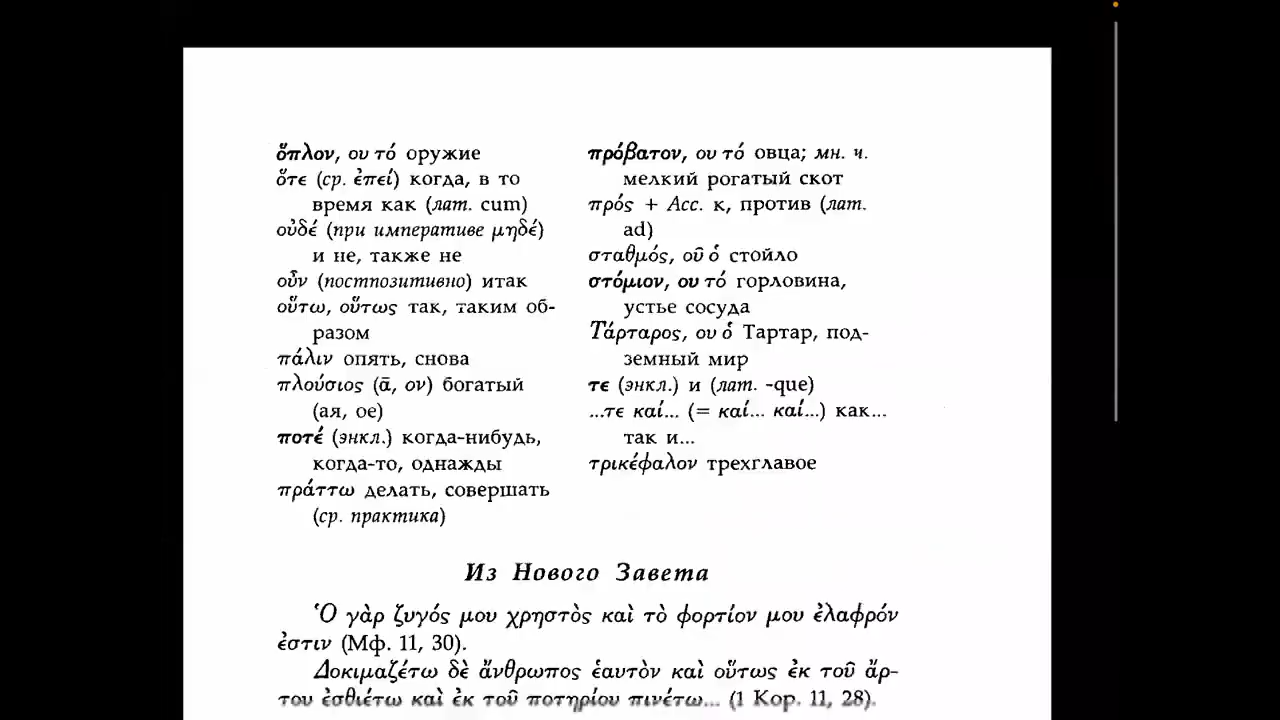 ὅπλον, ου τό оружие
ὅτε (ср. ἐπεί) когда, в то
время как (лат. cum)
οὐδέ (при императиве μηδέ)
и не, также не
οὖν (постпозитивно) итак
οὕτω, οὕτως так, таким об-
разом
πάλιν опять, снова
πλούσιος (ᾱ, ον) богатый
(ая, ое)
ποτέ (энкл.) когда-нибудь,
когда-то, однажды
πράττω делать, совершать
(ср. практика)
πρόβατον, ου τό овца; мн. ч.
мелкий рогатый скот
πρός + Acc. к, против (лат.
ad)
σταθμός, οῦ ὁ стойло
στόμιον, ου τό горловина,
устье сосуда
Τάρταρος, ου ὁ Тартар, под-
земный мир
τε (энкл.) и (лат. -que)
...τε καί... (= καί... καί...) как...
так и...
τρικέφαλον трехглавое
Из Нового Завета
Ὁ γὰρ ζυγός μου χρηστὸς καὶ τὸ φορτίον μου ἐλαφρόν
ἐστιν (Мф. 11, 30).
Δοκιμαζέτω δὲ ἄνθρωπος ἑαυτὸν καὶ οὕτως ἐκ τοῦ ἄρ-
του ἐσθιέτω καὶ ἐκ τοῦ ποτηρίου πινέτω... (1 Кор. 11, 28).